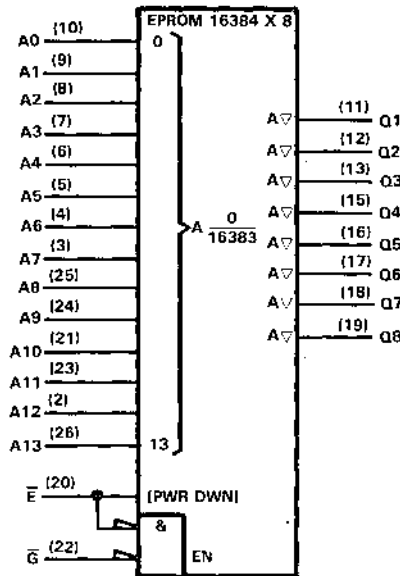 EPROM 16384 X 8
A0 (10) 0
A1 (9)
A2 (8)
A3 (7)
A4 (6)
A5 (5)
A6 (4)
A7 (3)
A8 (25)
A9 (24)
A10 (21)
A11 (23)
A12 (2)
A13 (26) 13
A 0
16383
A▽ (11) Q1
A▽ (12) Q2
A▽ (13) Q3
A▽ (15) Q4
A▽ (16) Q5
A▽ (17) Q6
A▽ (18) Q7
A▽ (19) Q8
E̅ (20) [PWR DWN]
&
G̅ (22) EN